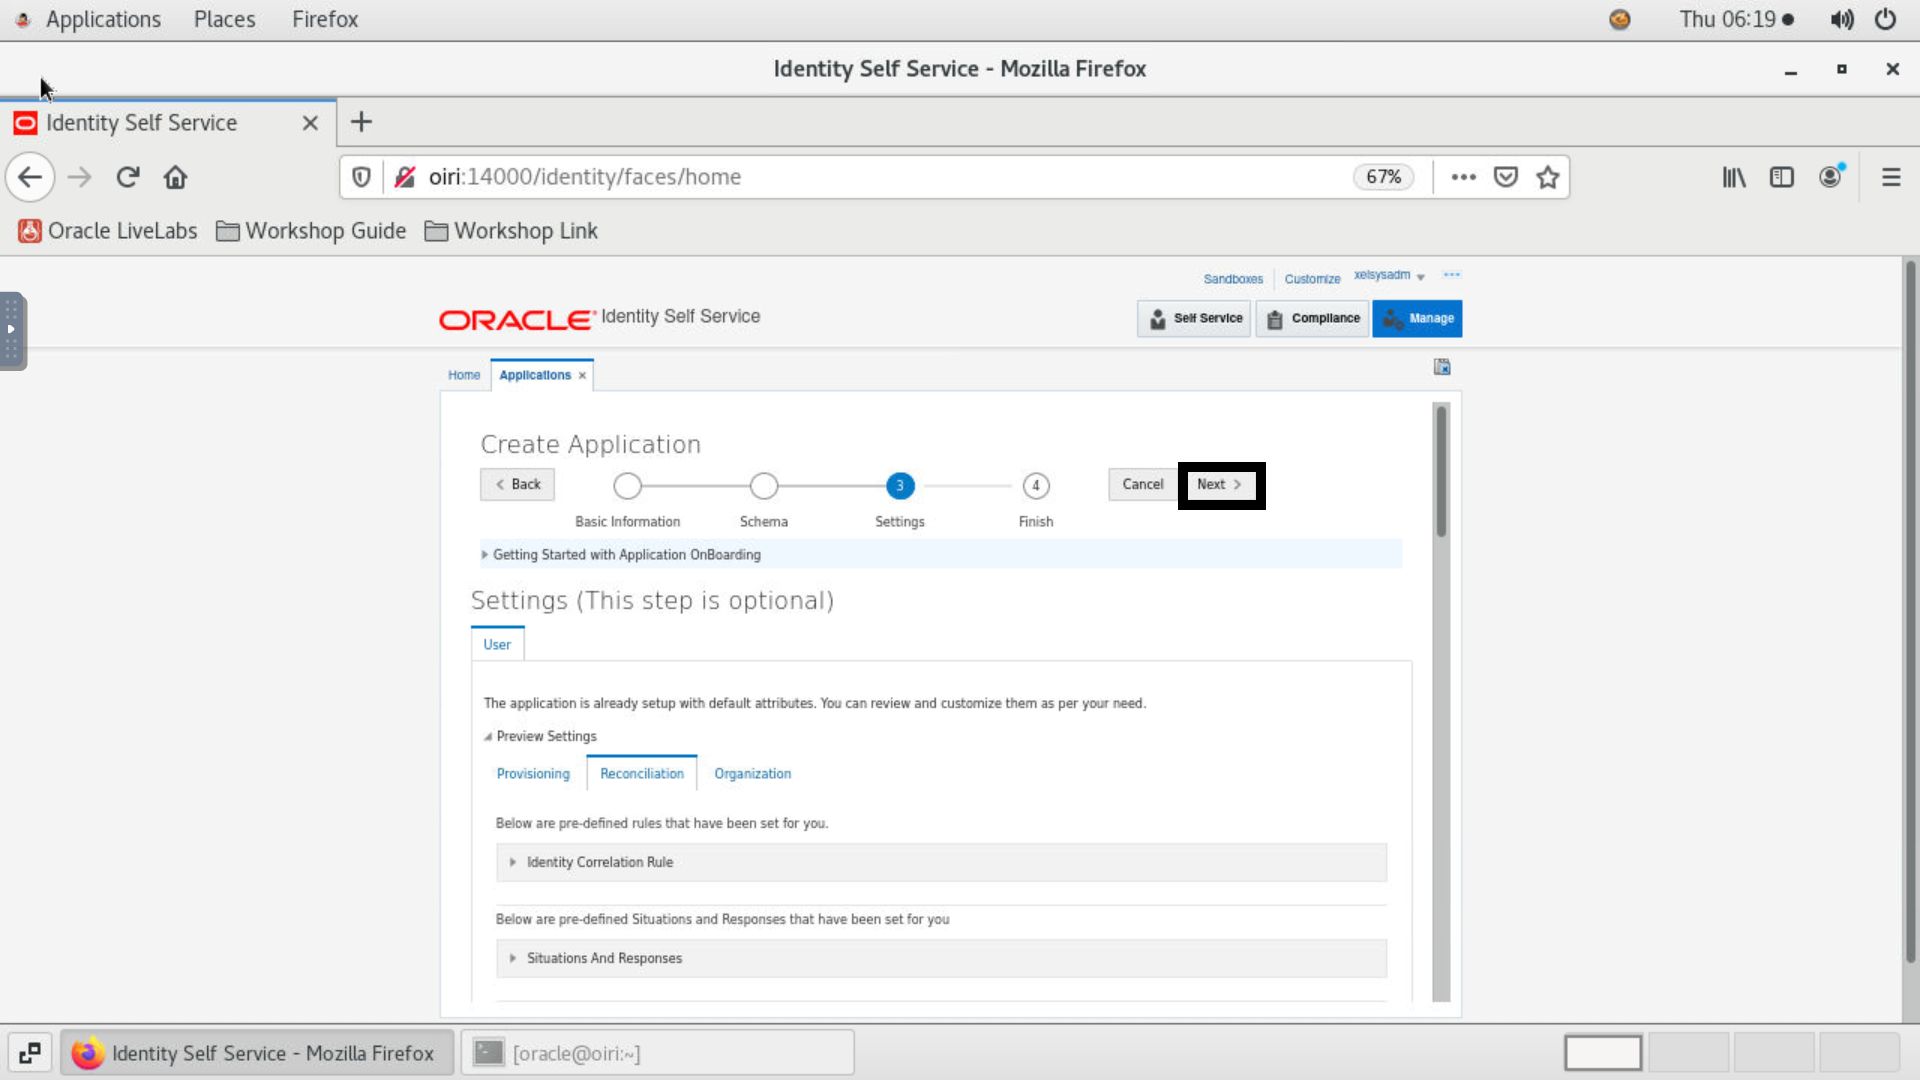 Applications Places Firefox Thu 06:19
Identity Self Service - Mozilla Firefox
Identity Self Service
oiri:14000/identity/faces/home 67%
Oracle LiveLabs Workshop Guide Workshop Link
Sandboxes Customize xelsysadm
ORACLE Identity Self Service Self Service Compliance Manage
Home Applications
Create Application
Back 3 4 Cancel Next
Basic Information Schema Settings Finish
Getting Started with Application OnBoarding
Settings (This step is optional)
User
The application is already setup with default attributes. You can review and customize them as per your need.
Preview Settings
Provisioning Reconciliation Organization
Below are pre-defined rules that have been set for you.
Identity Correlation Rule
Below are pre-defined Situations and Responses that have been set for you
Situations And Responses
Identity Self Service - Mozilla Firefox [oracle@oiri:~]